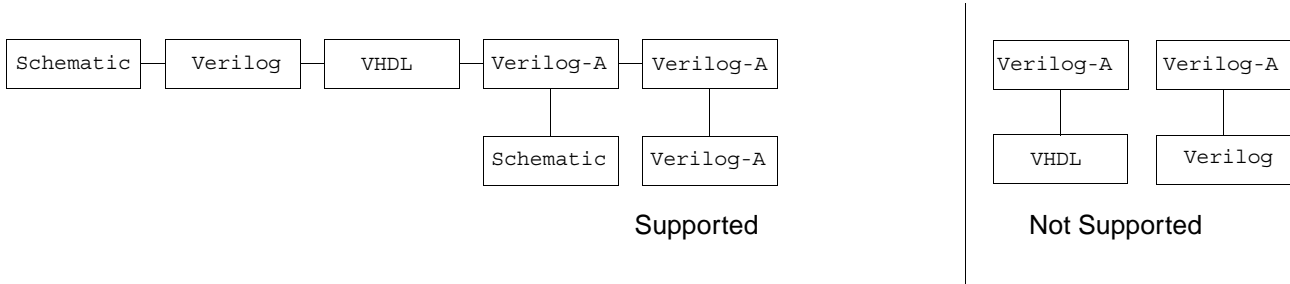 Schematic
Verilog
VHDL
Verilog-A
Verilog-A
Verilog-A
Verilog-A
Schematic
Verilog-A
VHDL
Verilog
Supported
Not Supported